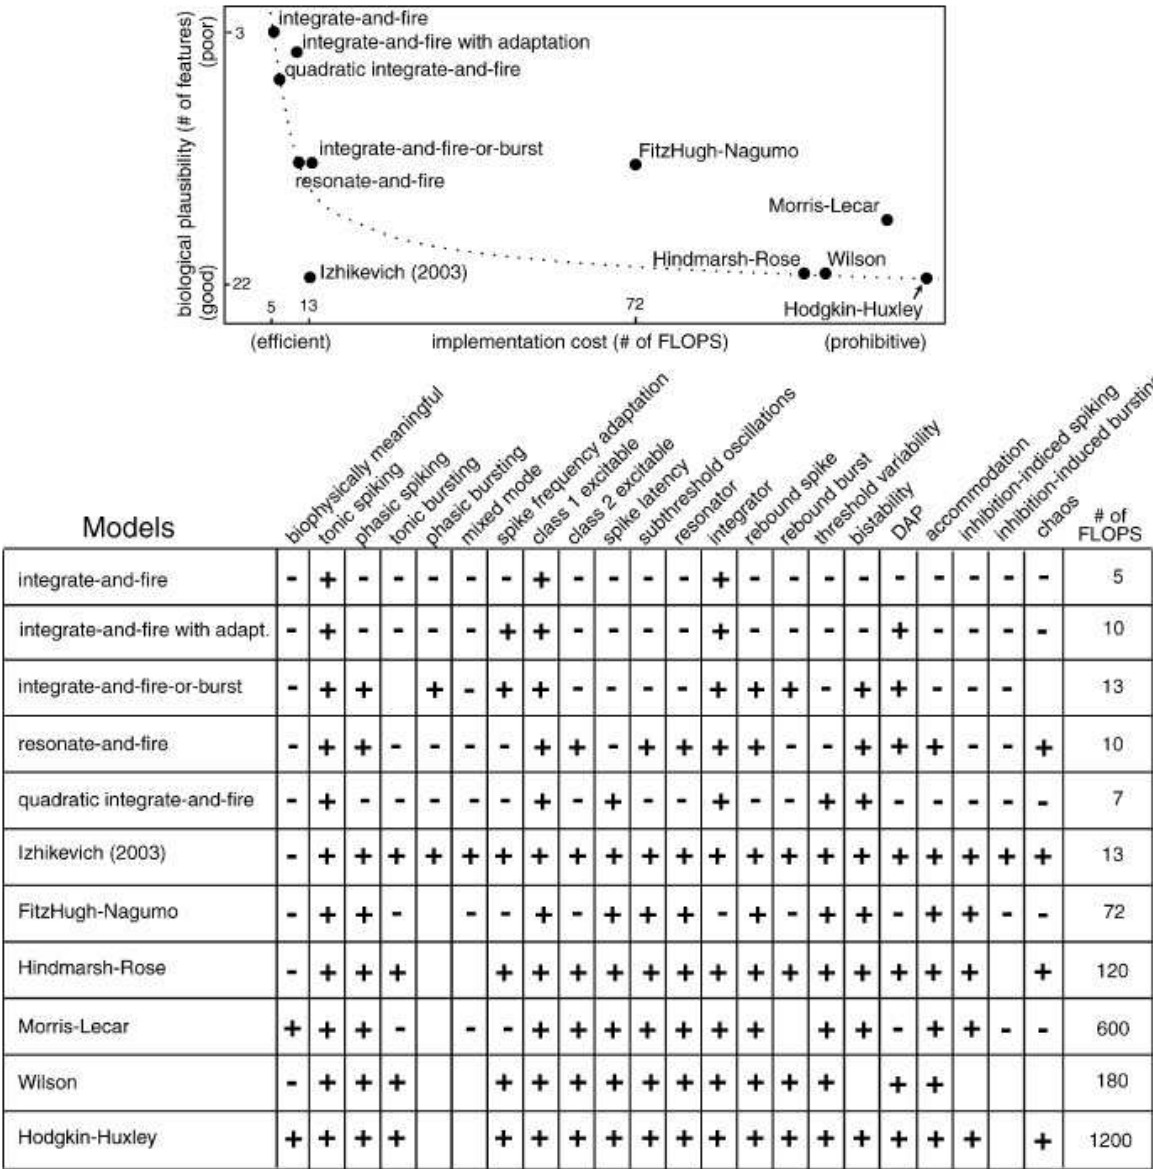 integrate-and-fire
3
integrate-and-fire with adaptation
quadratic integrate-and-fire
integrate-and-fire-or-burst
resonate-and-fire
FitzHugh-Nagumo
Morris-Lecar
Hindmarsh-Rose
Wilson
Izhikevich (2003)
Hodgkin-Huxley
22
biological plausibility (# of features)
(good)
(poor)
5
13
72
(efficient)
implementation cost (# of FLOPS)
(prohibitive)
Models
biophysically meaningful
tonic spiking
phasic spiking
tonic bursting
phasic bursting
mixed mode
spike frequency adaptation
class 1 excitable
class 2 excitable
spike latency
subthreshold oscillations
resonator
integrator
rebound spike
rebound burst
threshold variability
bistability
DAP
accommodation
inhibition-indiced spiking
inhibition-induced bursting
chaos
# of
FLOPS
integrate-and-fire - + - - - - - + - - - - + - - - - - - - - - 5
integrate-and-fire with adapt. - + - - - - + + - - - - + - - - - + - - - - 10
integrate-and-fire-or-burst - + + + - + + - - - - + + + - + + - - - 13
resonate-and-fire - + + - - - - + + - + + + + - - + + + - - + 10
quadratic integrate-and-fire - + - - - - - + - + - - + - - + + - - - - - 7
Izhikevich (2003) - + + + + + + + + + + + + + + + + + + + + + 13
FitzHugh-Nagumo - + + - - - + - + + + - + - + + - + + - - 72
Hindmarsh-Rose - + + + + + + + + + + + + + + + + + + 120
Morris-Lecar + + + - - - + + + + + + + + + - + + - - 600
Wilson - + + + + + + + + + + + + + + + 180
Hodgkin-Huxley + + + + + + + + + + + + + + + + + + + 1200